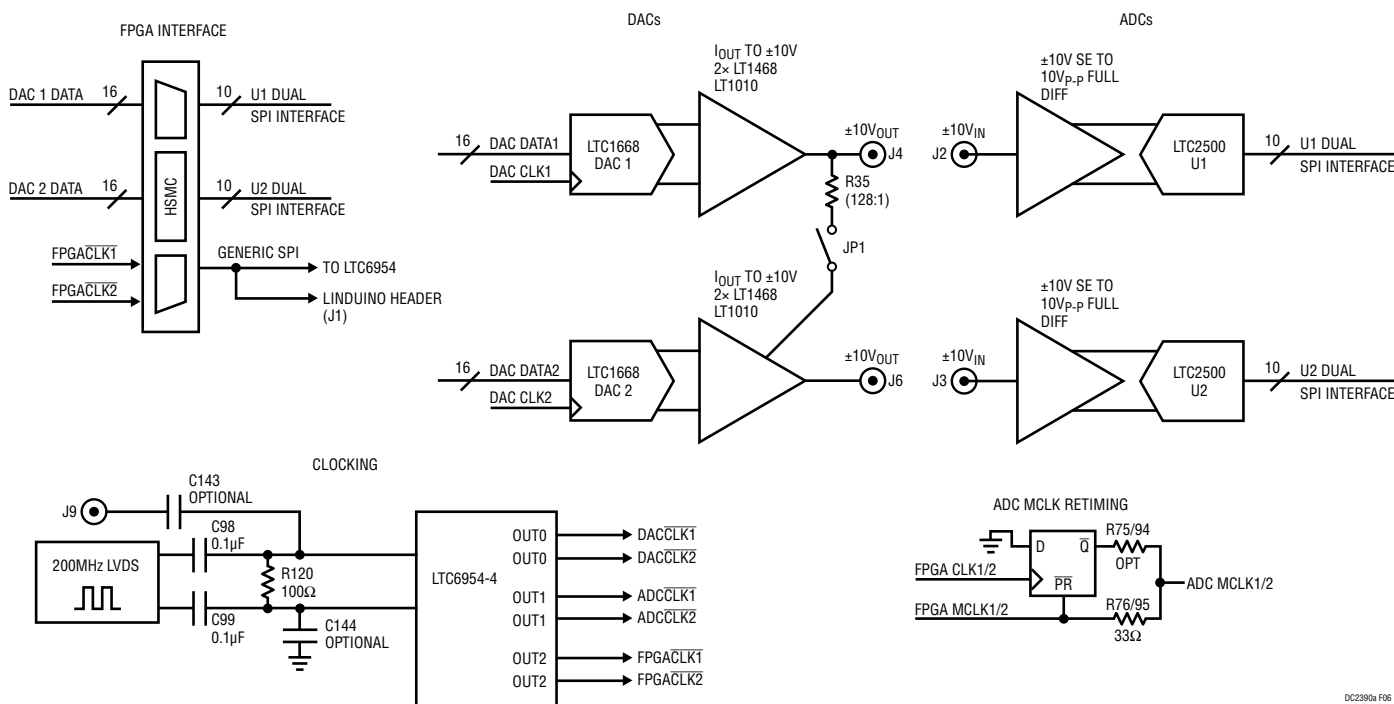 FPGA INTERFACE
DAC 1 DATA
16
10
U1 DUAL
SPI INTERFACE
DAC 2 DATA
16
10
U2 DUAL
SPI INTERFACE
HSMC
FPGACLK1
FPGACLK2
GENERIC SPI
TO LTC6954
LINDUINO HEADER
(J1)
DACs
IOUT TO ±10V
2× LT1468
LT1010
16
DAC DATA1
DAC CLK1
LTC1668
DAC 1
±10VOUT
J4
R35
(128:1)
JP1
IOUT TO ±10V
2× LT1468
LT1010
16
DAC DATA2
DAC CLK2
LTC1668
DAC 2
±10VOUT
J6
ADCs
±10V SE TO
10VP-P FULL
DIFF
±10VIN
J2
LTC2500
U1
10
U1 DUAL
SPI INTERFACE
±10V SE TO
10VP-P FULL
DIFF
±10VIN
J3
LTC2500
U2
10
U2 DUAL
SPI INTERFACE
CLOCKING
C143
OPTIONAL
J9
C98
0.1µF
200MHz LVDS
R120
100Ω
C99
0.1µF
C144
OPTIONAL
LTC6954-4
OUT0
DACCLK1
OUT0
DACCLK2
OUT1
ADCCLK1
OUT1
ADCCLK2
OUT2
FPGACLK1
OUT2
FPGACLK2
ADC MCLK RETIMING
D
Q
PR
R75/94
OPT
FPGA CLK1/2
FPGA MCLK1/2
ADC MCLK1/2
R76/95
33Ω
DC2390a F06